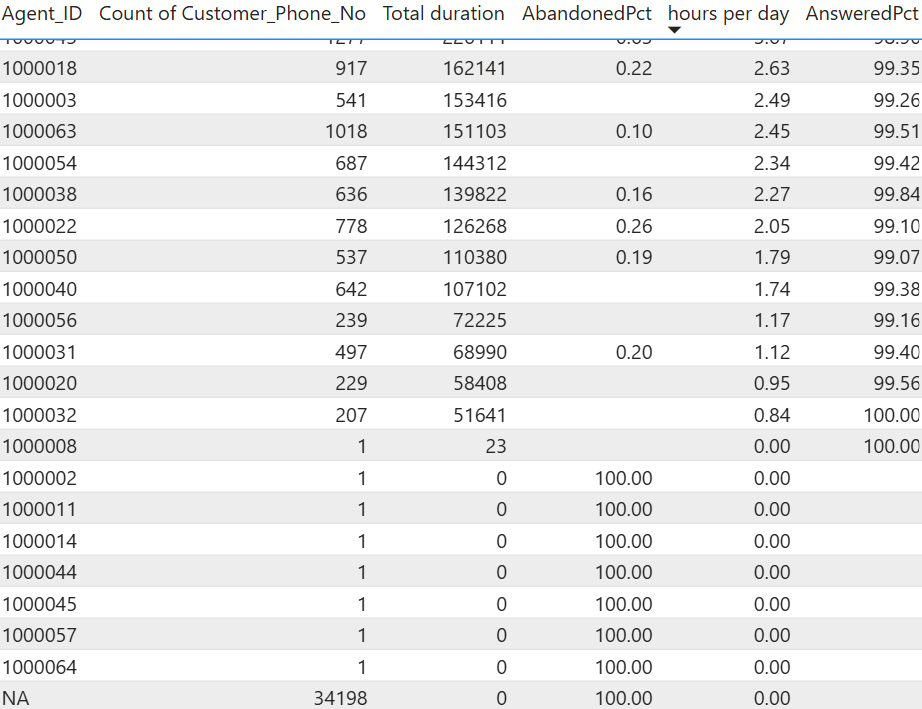 Agent_ID Count of Customer_Phone_No Total duration AbandonedPct hours per day AnsweredPct
1000018 917 162141 0.22 2.63 99.35
1000003 541 153416 2.49 99.26
1000063 1018 151103 0.10 2.45 99.51
1000054 687 144312 2.34 99.42
1000038 636 139822 0.16 2.27 99.84
1000022 778 126268 0.26 2.05 99.10
1000050 537 110380 0.19 1.79 99.07
1000040 642 107102 1.74 99.38
1000056 239 72225 1.17 99.16
1000031 497 68990 0.20 1.12 99.40
1000020 229 58408 0.95 99.56
1000032 207 51641 0.84 100.00
1000008 1 23 0.00 100.00
1000002 1 0 100.00 0.00
1000011 1 0 100.00 0.00
1000014 1 0 100.00 0.00
1000044 1 0 100.00 0.00
1000045 1 0 100.00 0.00
1000057 1 0 100.00 0.00
1000064 1 0 100.00 0.00
NA 34198 0 100.00 0.00